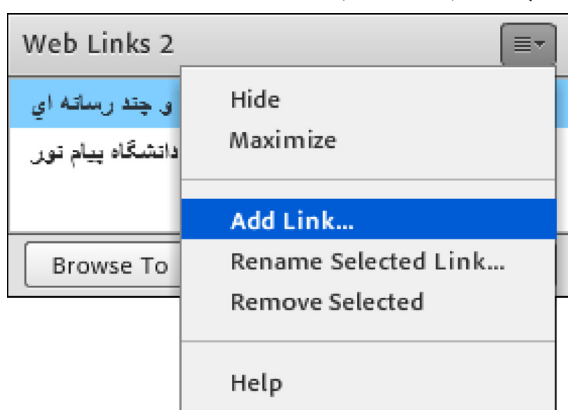 Web Links 2
Hide
و چند رسانه اي
Maximize
دانشگاه پيام نور
Add Link...
Browse To
Rename Selected Link...
Remove Selected
Help